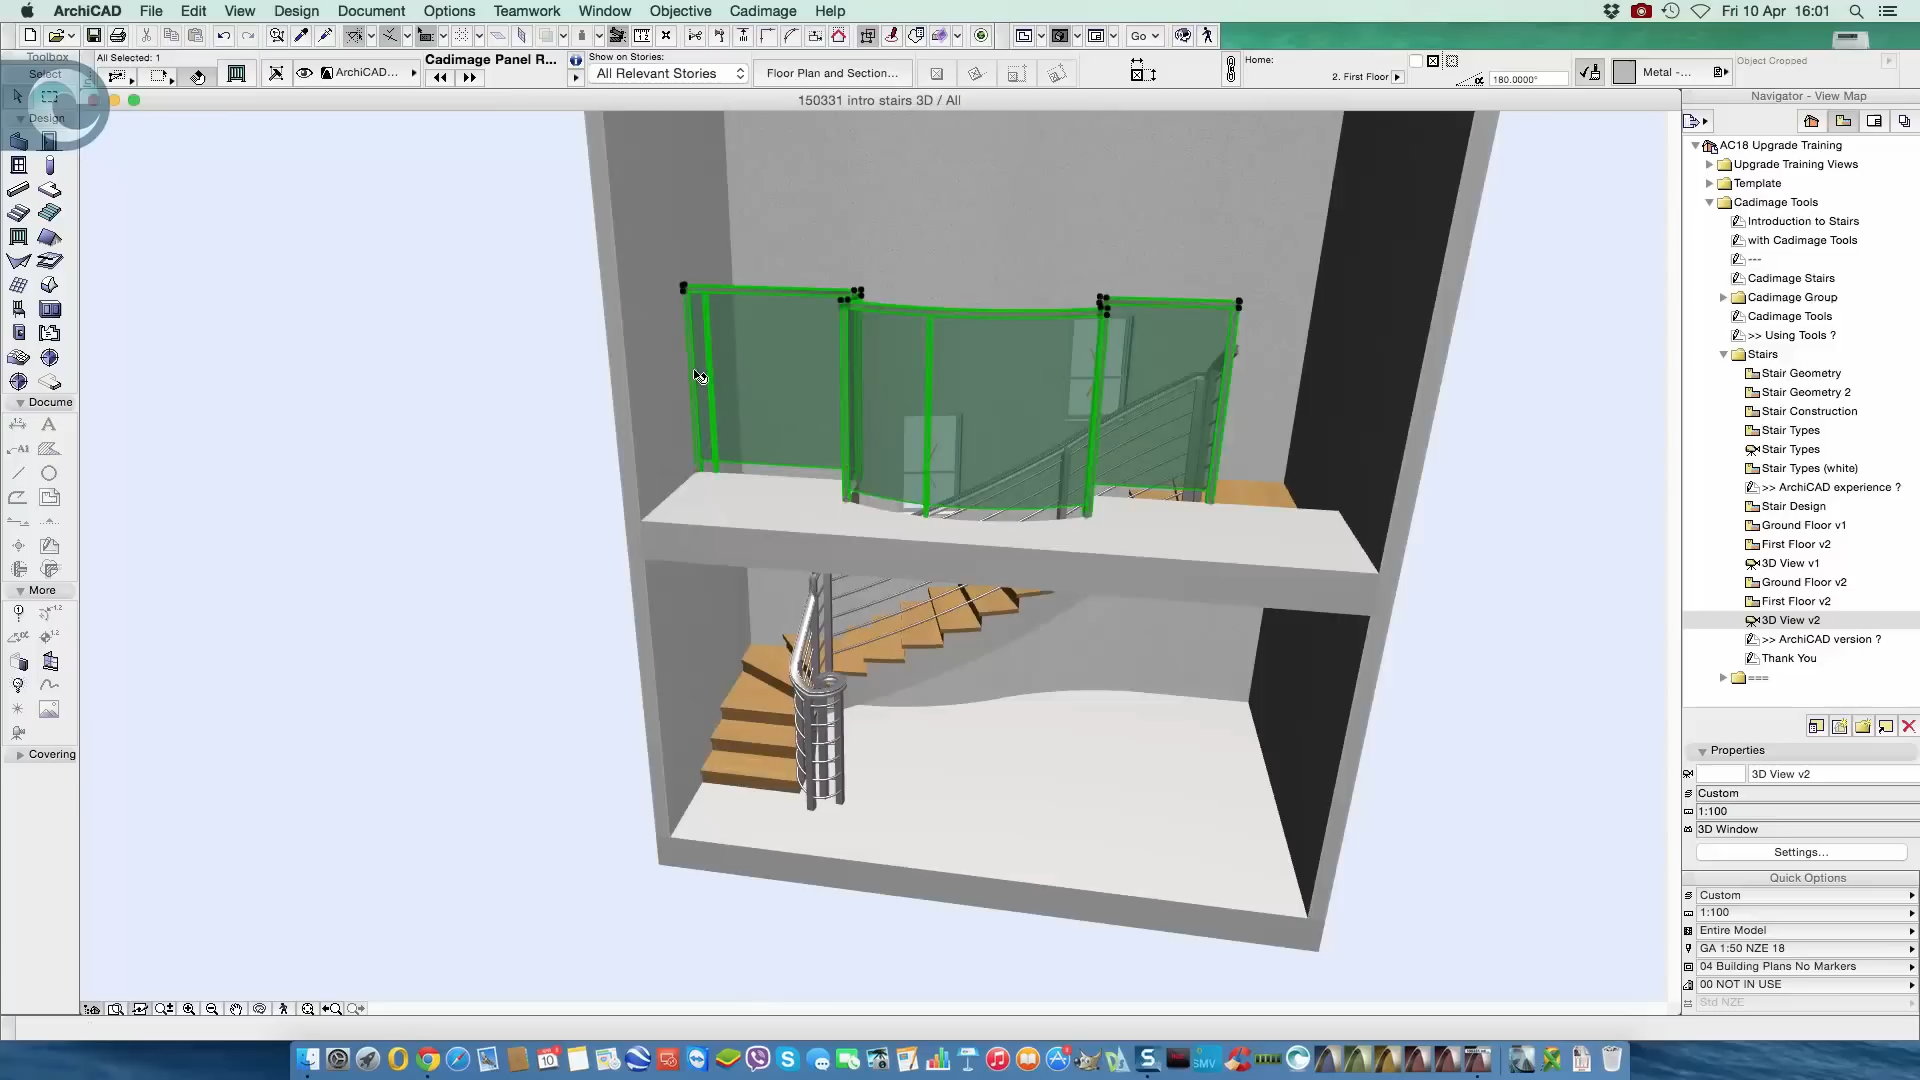 ArchiCAD File Edit View Design Document Options Teamwork Window Objective Cadimage Help Fri 10 Apr 16:01
Go
Toolbox
Select
All Selected: 1
ArchiCAD...
Cadimage Panel R...
Show on Stories:
All Relevant Stories
Floor Plan and Section...
Home:
2. First Floor
180.0000°
Metal -...
Object Cropped
150331 intro stairs 3D / All
Navigator - View Map
Design
Docume
More
Covering
AC18 Upgrade Training
Upgrade Training Views
Template
Cadimage Tools
Introduction to Stairs
with Cadimage Tools
---
Cadimage Stairs
Cadimage Group
Cadimage Tools
>> Using Tools ?
Stairs
Stair Geometry
Stair Geometry 2
Stair Construction
Stair Types
Stair Types
Stair Types (white)
>> ArchiCAD experience ?
Stair Design
Ground Floor v1
First Floor v2
3D View v1
Ground Floor v2
First Floor v2
3D View v2
>> ArchiCAD version ?
Thank You
===
Properties
3D View v2
Custom
1:100
3D Window
Settings...
Quick Options
Custom
1:100
Entire Model
GA 1:50 NZE 18
04 Building Plans No Markers
00 NOT IN USE
Std NZE